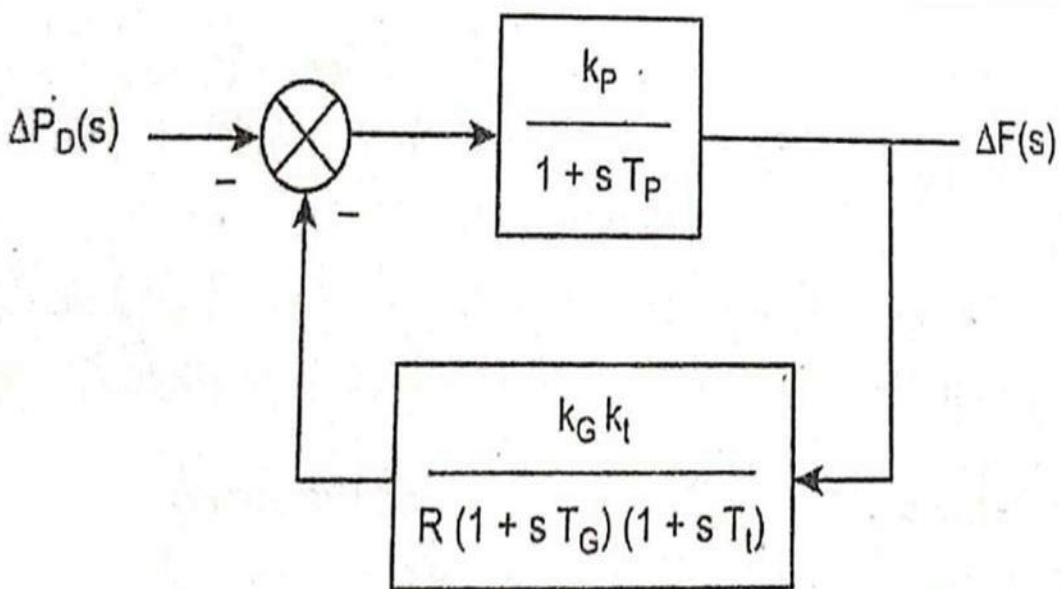 k_P
ΔP_D(s)
1 + s T_P
ΔF(s)
−
−
k_G k_t
R (1 + s T_G) (1 + s T_t)